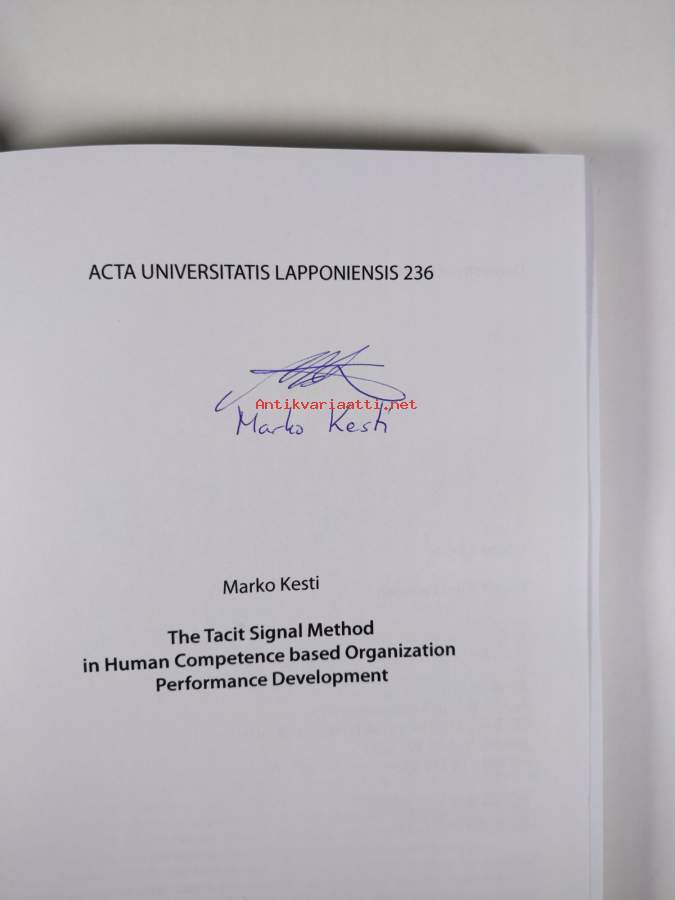 ACTA UNIVERSITATIS LAPPONIENSIS 236
Antikvariaatti.net
Marko Kesti
Marko Kesti
The Tacit Signal Method
in Human Competence based Organization
Performance Development